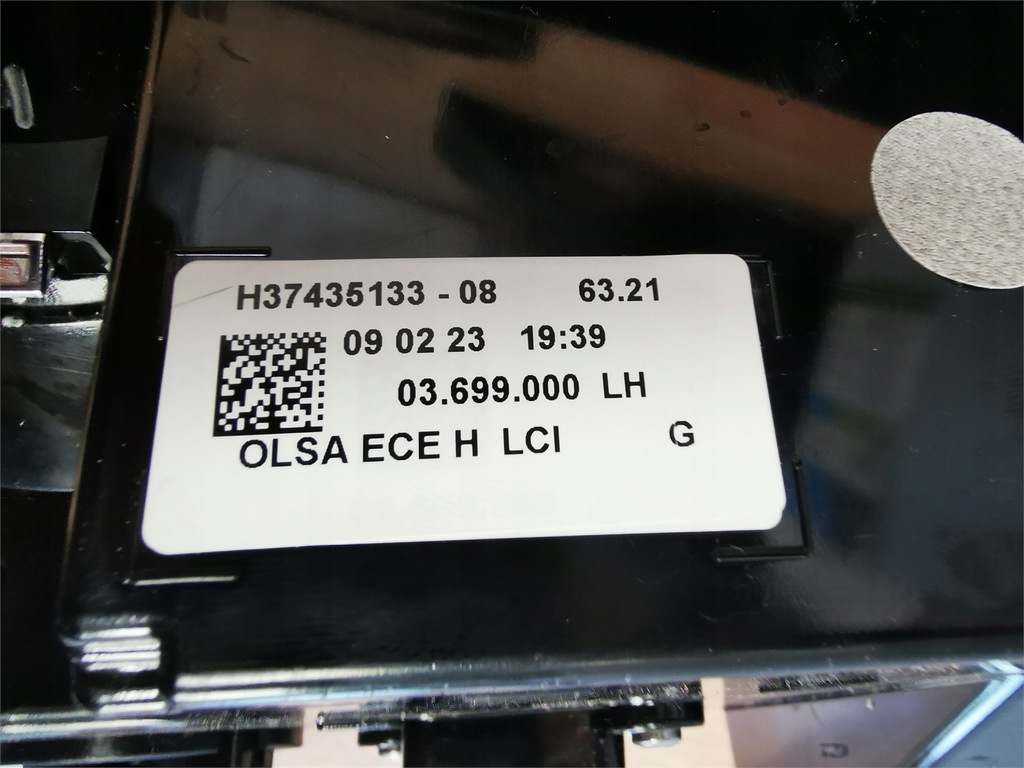 H37435133 - 08 63.21
09 02 23 19:39
03.699.000 LH
OLSA ECE H LCI G